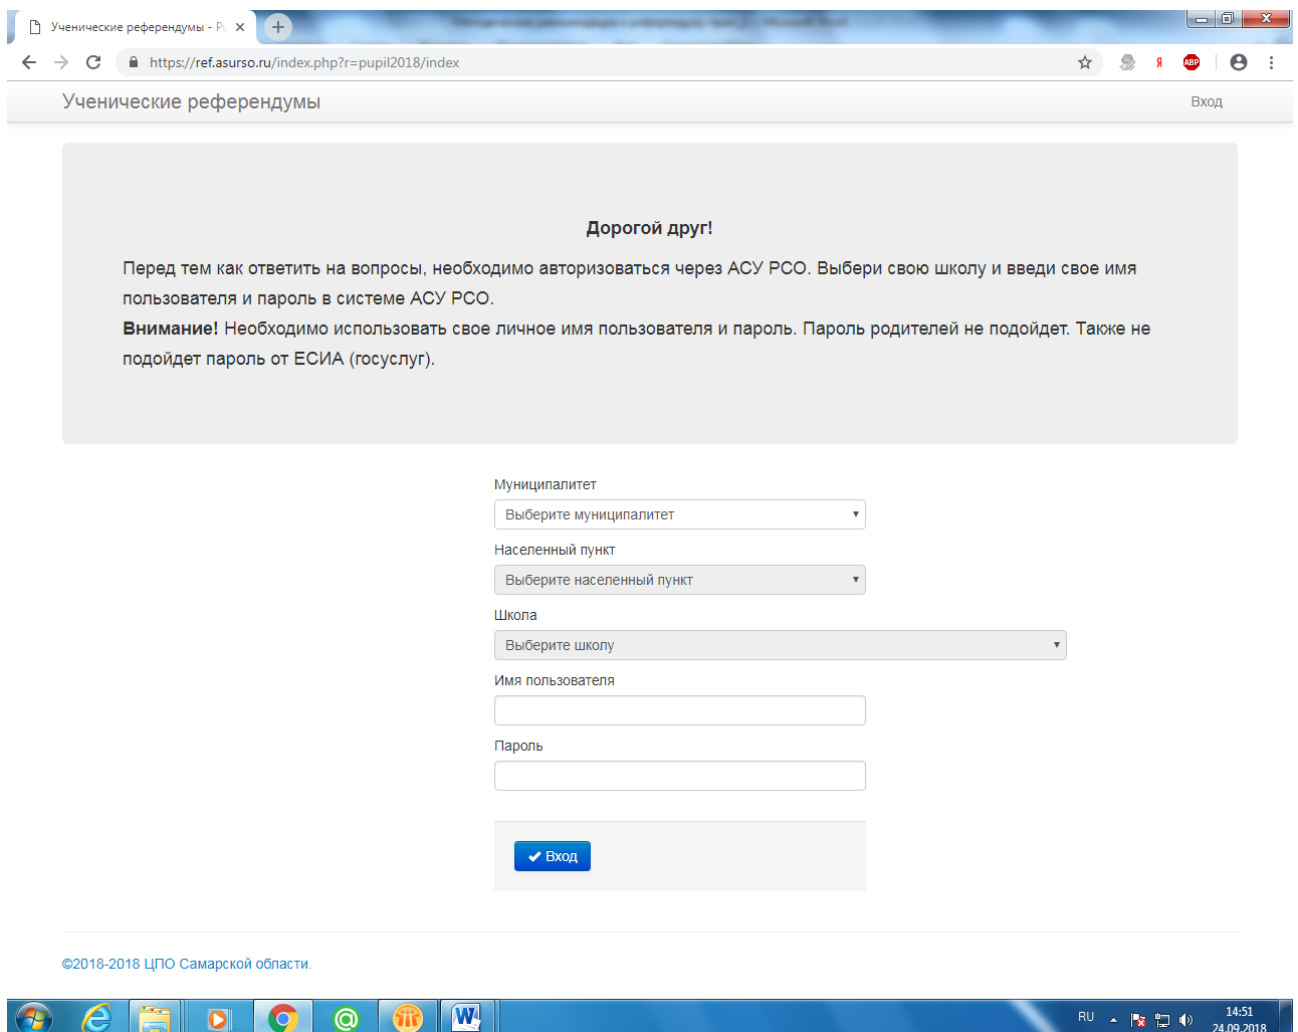 Ученические референдумы - Ре
https://ref.asurso.ru/index.php?r=pupil2018/index
Я
ABP
Ученические референдумы
Вход
Дорогой друг!
Перед тем как ответить на вопросы, необходимо авторизоваться через АСУ РСО. Выбери свою школу и введи свое имя
пользователя и пароль в системе АСУ РСО.
Внимание! Необходимо использовать свое личное имя пользователя и пароль. Пароль родителей не подойдет. Также не
подойдет пароль от ЕСИА (госуслуг).
Муниципалитет
Выберите муниципалитет
Населенный пункт
Выберите населенный пункт
Школа
Выберите школу
Имя пользователя
Пароль
Вход
©2018-2018 ЦПО Самарской области.
RU
14:51
24.09.2018